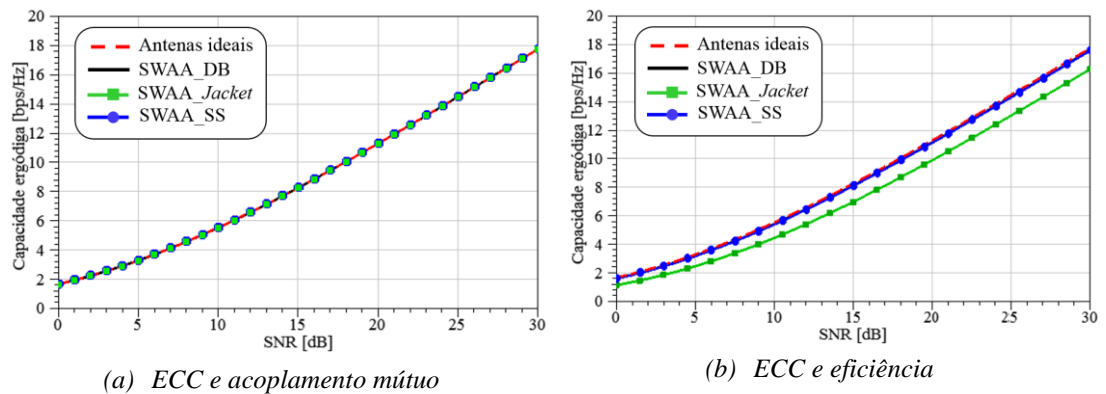 20
18
16
14
12
10
8
6
4
2
0
Capacidade ergódiga [bps/Hz]
Antenas ideais
SWAA_DB
SWAA_Jacket
SWAA_SS
0 5 10 15 20 25 30
SNR [dB]
(a) ECC e acoplamento mútuo
20
18
16
14
12
10
8
6
4
2
0
Capacidade ergódiga [bps/Hz]
Antenas ideais
SWAA_DB
SWAA_Jacket
SWAA_SS
0 5 10 15 20 25 30
SNR [dB]
(b) ECC e eficiência